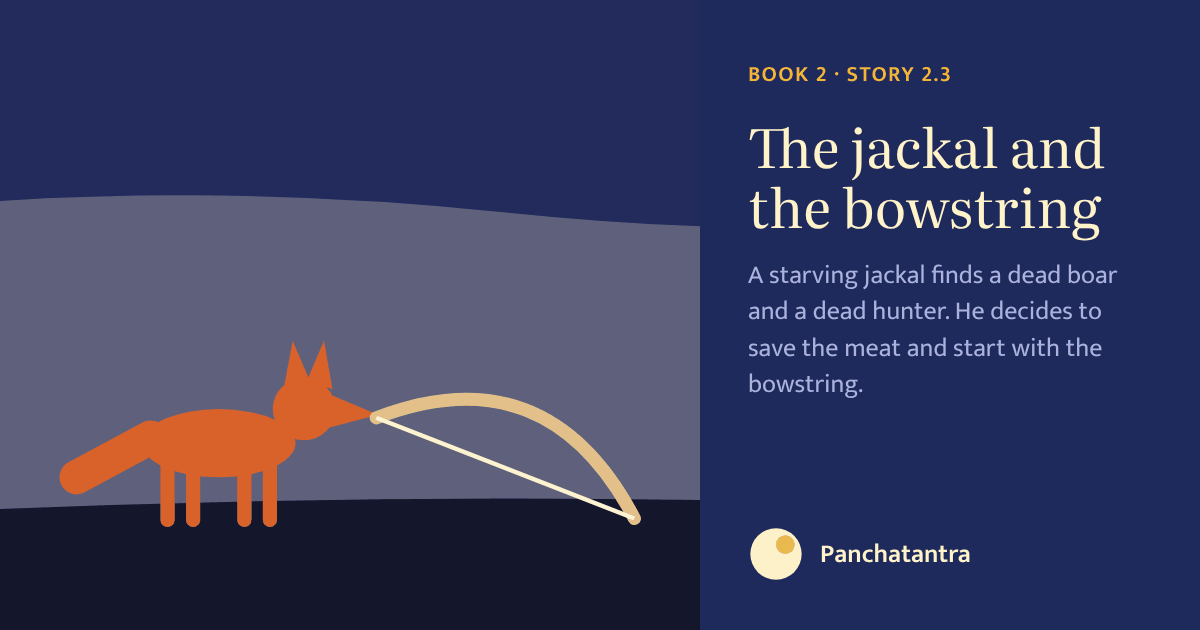 BOOK 2 · STORY 2.3
The jackal and
the bowstring
A starving jackal finds a dead boar
and a dead hunter. He decides to
save the meat and start with the
bowstring.
Panchatantra